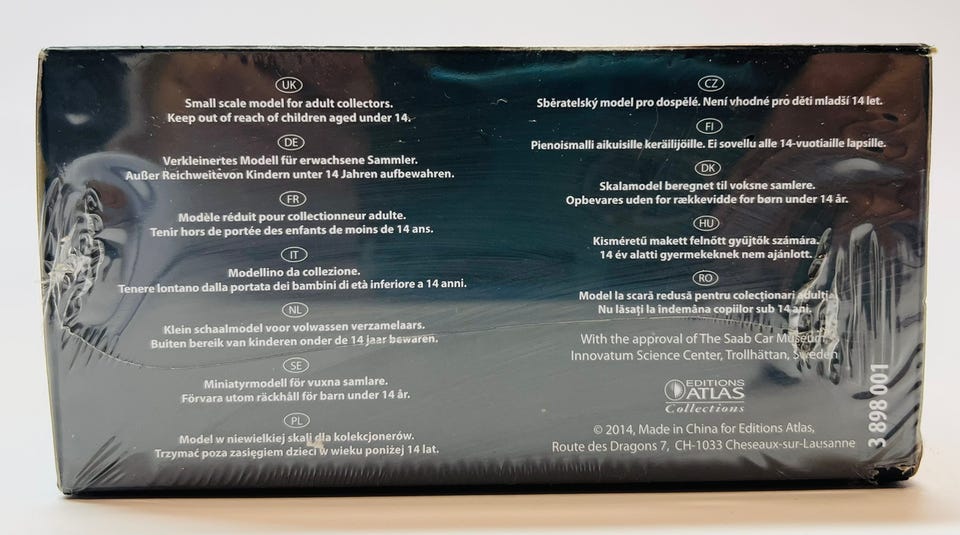 UK
Small scale model for adult collectors.
Keep out of reach of children aged under 14.
DE
Verkleinertes Modell für erwachsene Sammler.
Außer Reichweitevon Kindern unter 14 Jahren aufbewahren.
FR
Modèle réduit pour collectionneur adulte.
Tenir hors de portée des enfants de moins de 14 ans.
IT
Modellino da collezione.
Tenere lontano dalla portata dei bambini di età inferiore a 14 anni.
NL
Klein schaalmodel voor volwassen verzamelaars.
Buiten bereik van kinderen onder de 14 jaar bewaren.
SE
Miniatyrmodell för vuxna samlare.
Förvara utom räckhåll för barn under 14 år.
PL
Model w niewielkiej skali dla kolekcjonerów.
Trzymać poza zasięgiem dzieci w wieku poniżej 14 lat.
CZ
Sběratelský model pro dospělé. Není vhodné pro děti mladší 14 let.
FI
Pienoismalli aikuisille keräilijöille. Ei sovellu alle 14-vuotiaille lapsille.
DK
Skalamodel beregnet til voksne samlere.
Opbevares uden for rækkevidde for børn under 14 år.
HU
Kisméretű makett felnőtt gyűjtők számára.
14 év alatti gyermekeknek nem ajánlott.
RO
Model la scară redusă pentru colecționari adulți.
Nu lăsați la îndemâna copiilor sub 14 ani.
With the approval of The Saab Car Museum,
Innovatum Science Center, Trollhättan, Sweden
EDITIONS
ATLAS
Collections
© 2014, Made in China for Editions Atlas,
Route des Dragons 7, CH-1033 Cheseaux-sur-Lausanne
3 898 001